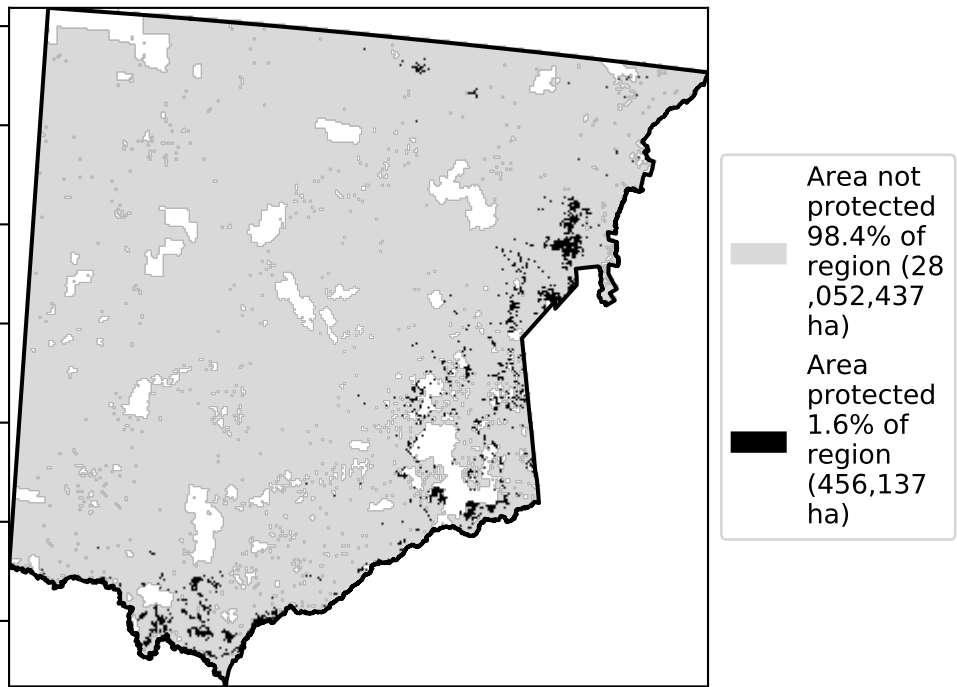 Area not
protected
98.4% of
region (28
,052,437
ha)
Area
protected
1.6% of
region
(456,137
ha)